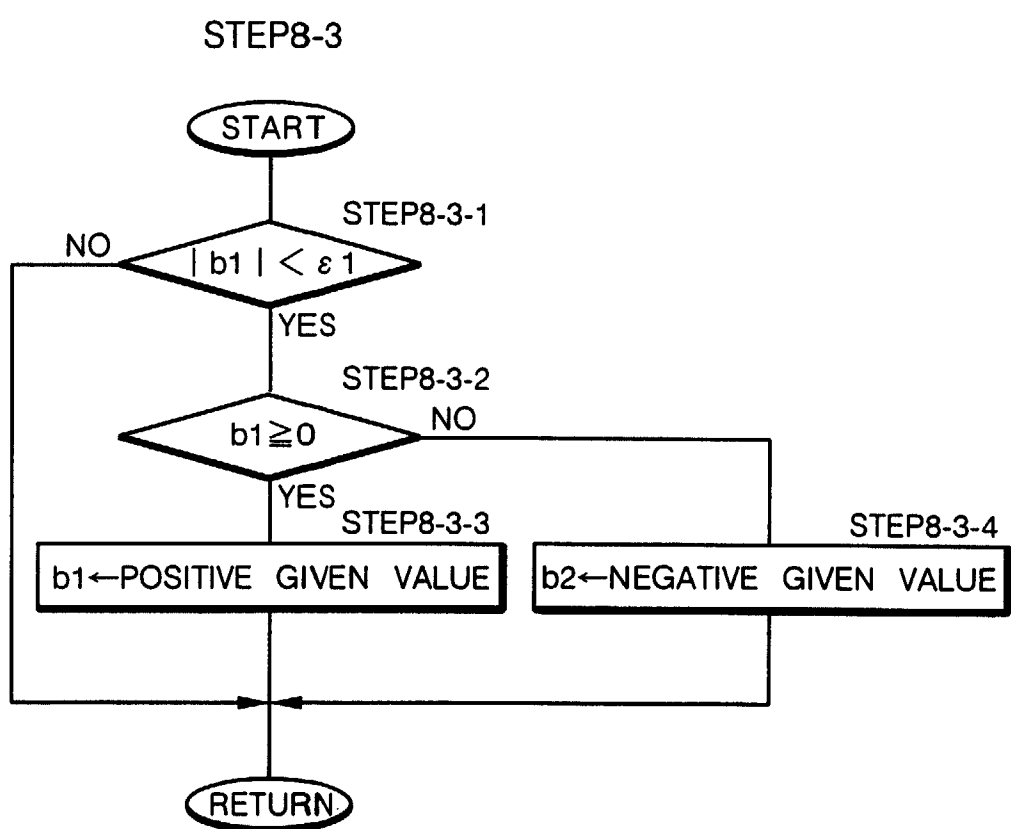 STEP8-3
START
STEP8-3-1
NO
| b1 | < ε1
YES
STEP8-3-2
NO
b1≧0
YES
STEP8-3-3
STEP8-3-4
b1←POSITIVE GIVEN VALUE
b2←NEGATIVE GIVEN VALUE
RETURN